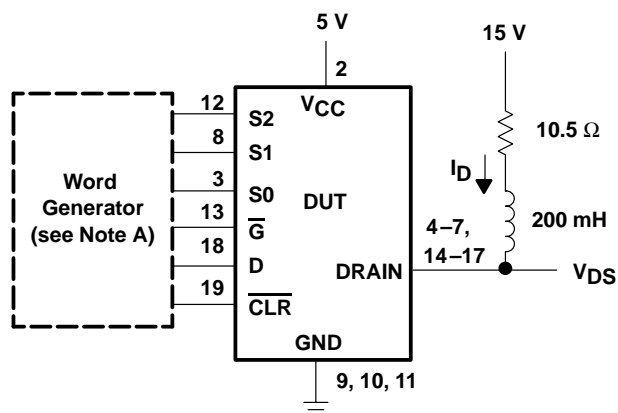 5 V
15 V
2
12
S2
VCC
8
S1
10.5 Ω
3
S0
ID
Word
Generator
(see Note A)
DUT
13
G
200 mH
18
D
4–7,
14–17
DRAIN
VDS
19
CLR
GND
9, 10, 11